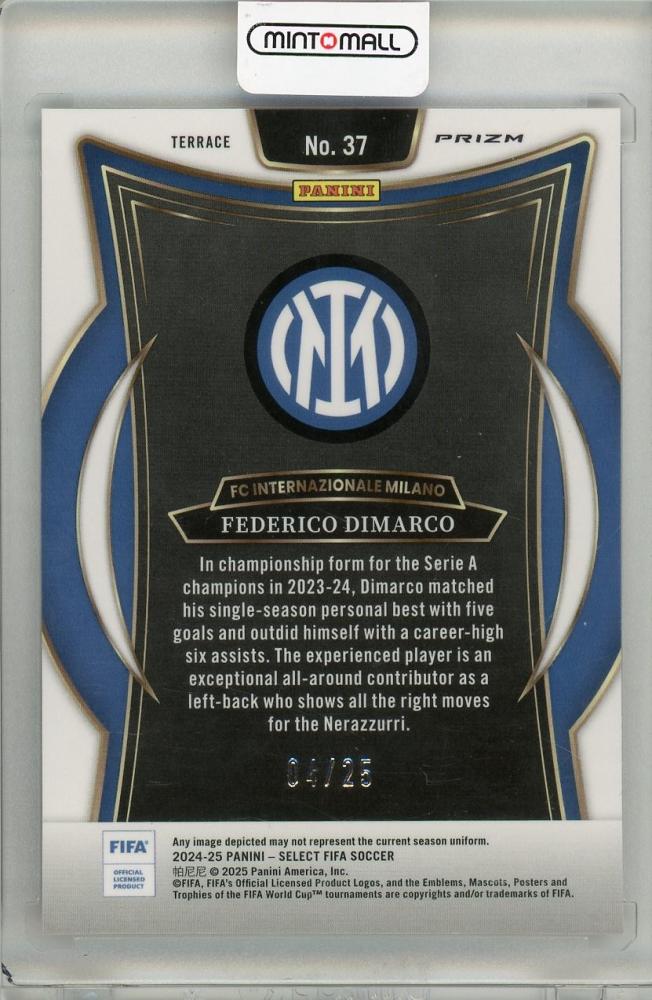 MINTOMALL
TERRACE
No. 37
PRIZM
PANINI
FC INTERNAZIONALE MILANO
FEDERICO DIMARCO
In championship form for the Serie A
champions in 2023-24, Dimarco matched
his single-season personal best with five
goals and outdid himself with a career-high
six assists. The experienced player is an
exceptional all-around contributor as a
left-back who shows all the right moves
for the Nerazzurri.
04/25
FIFA®
OFFICIAL
LICENSED
PRODUCT
Any image depicted may not represent the current season uniform.
2024-25 PANINI – SELECT FIFA SOCCER
帕尼尼 © 2025 Panini America, Inc.
©FIFA, FIFA's Official Licensed Product Logos, and the Emblems, Mascots, Posters and
Trophies of the FIFA World Cup™ tournaments are copyrights and/or trademarks of FIFA.